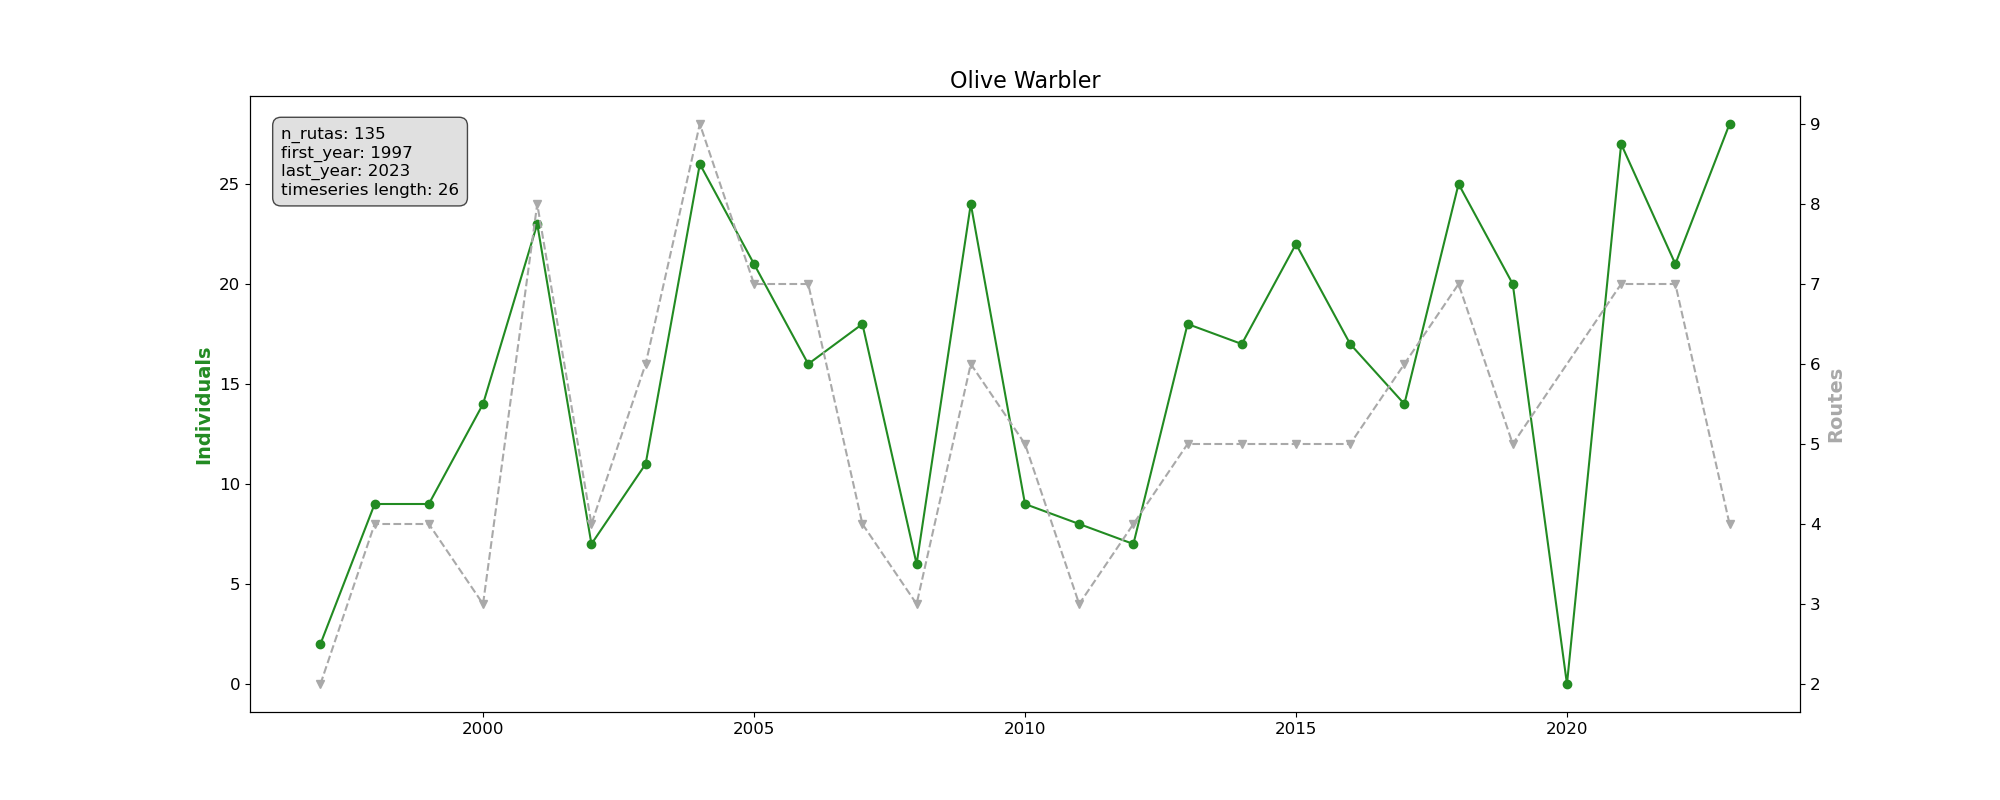 Olive Warbler
n_rutas: 135
first_year: 1997
last_year: 2023
timeseries length: 26
Individuals
25
20
15
10
5
0
9
8
7
6
5
4
3
2
Routes
2000
2005
2010
2015
2020